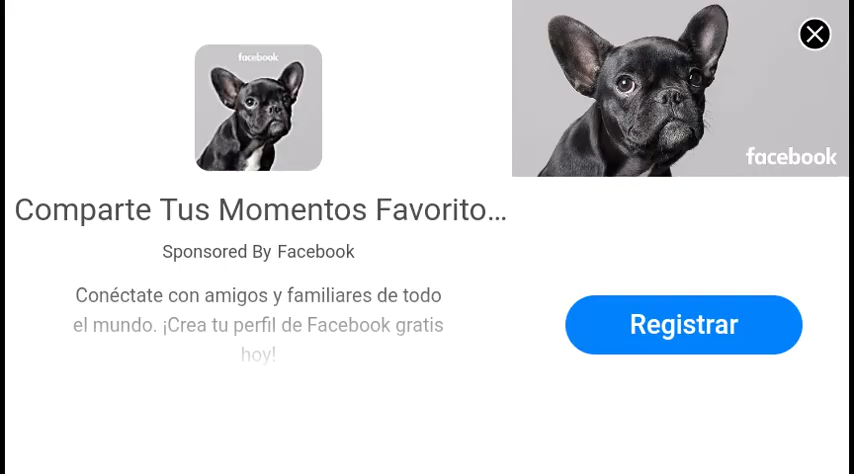 facebook
Comparte Tus Momentos Favorito...
Sponsored By Facebook
Conéctate con amigos y familiares de todo
el mundo. ¡Crea tu perfil de Facebook gratis
hoy!
facebook
Registrar